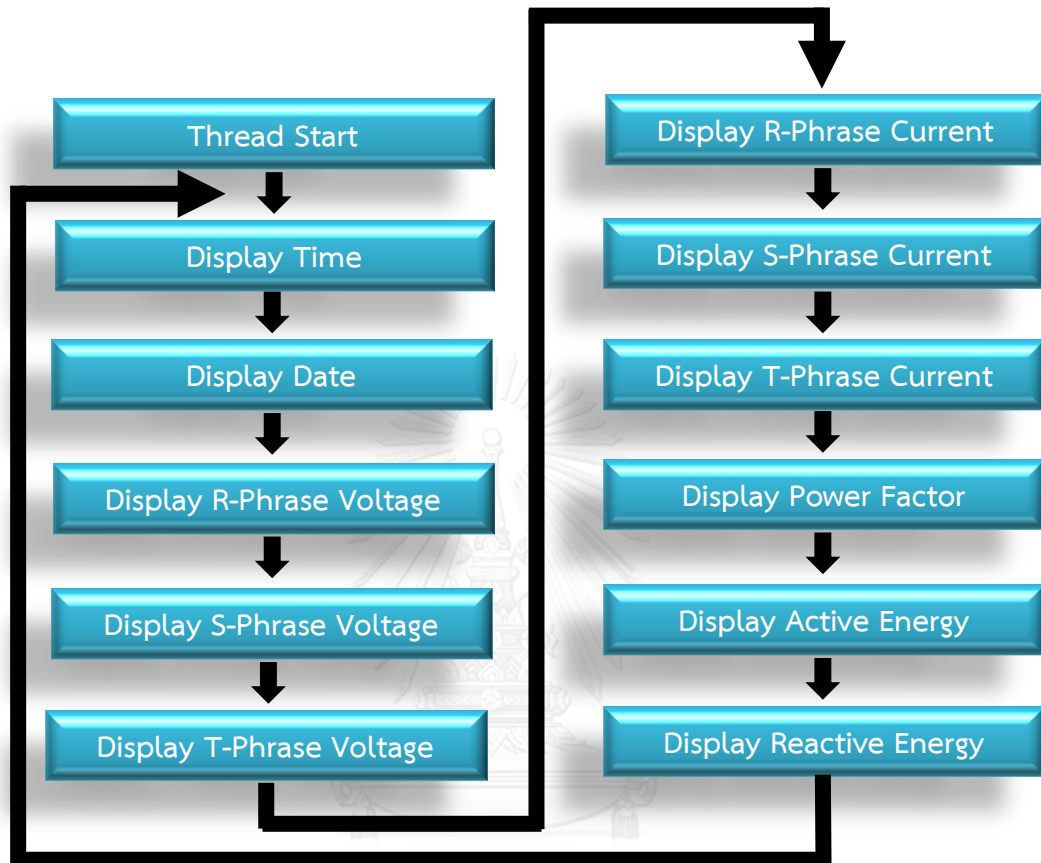 Thread Start
Display Time
Display Date
Display R-Phrase Voltage
Display S-Phrase Voltage
Display T-Phrase Voltage
Display R-Phrase Current
Display S-Phrase Current
Display T-Phrase Current
Display Power Factor
Display Active Energy
Display Reactive Energy